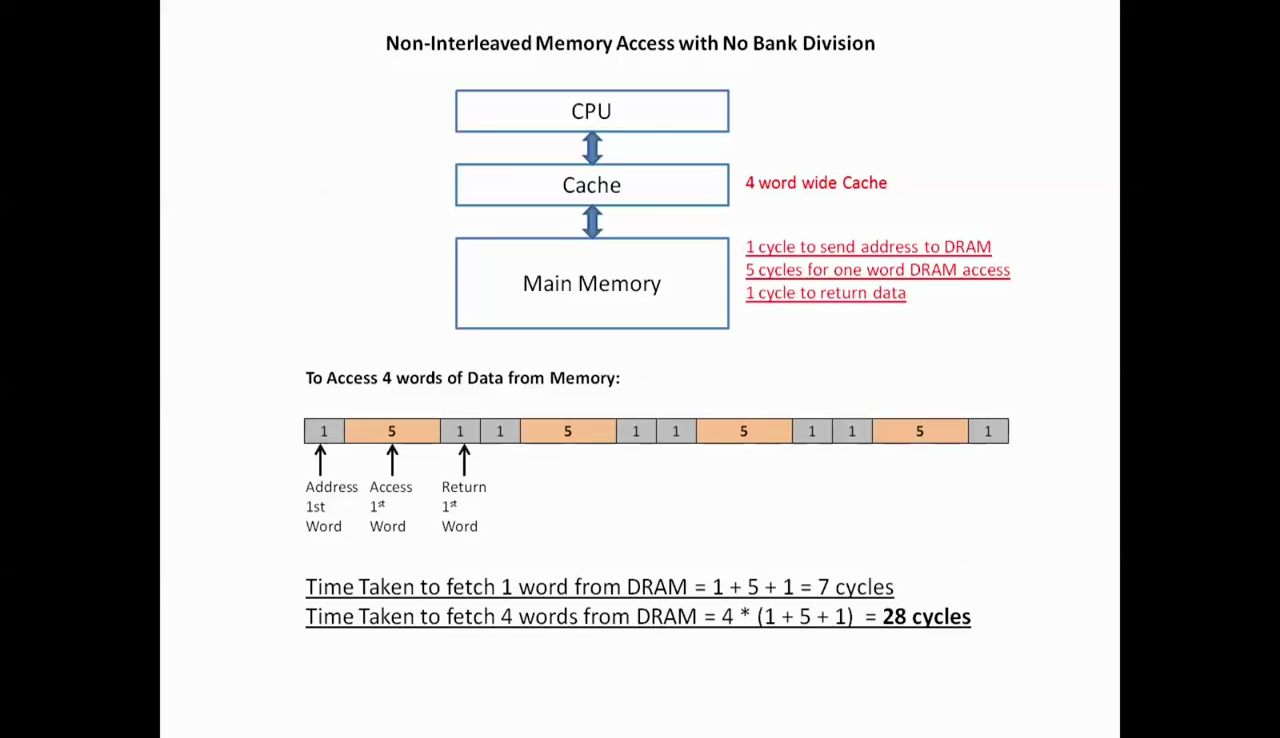 Non-Interleaved Memory Access with No Bank Division
CPU
Cache
4 word wide Cache
Main Memory
1 cycle to send address to DRAM
5 cycles for one word DRAM access
1 cycle to return data
To Access 4 words of Data from Memory:
1 5 1 1 5 1 1 5 1 1 5 1
Address
1st
Word
Access
1st
Word
Return
1st
Word
Time Taken to fetch 1 word from DRAM = 1 + 5 + 1 = 7 cycles
Time Taken to fetch 4 words from DRAM = 4 * (1 + 5 + 1) = 28 cycles